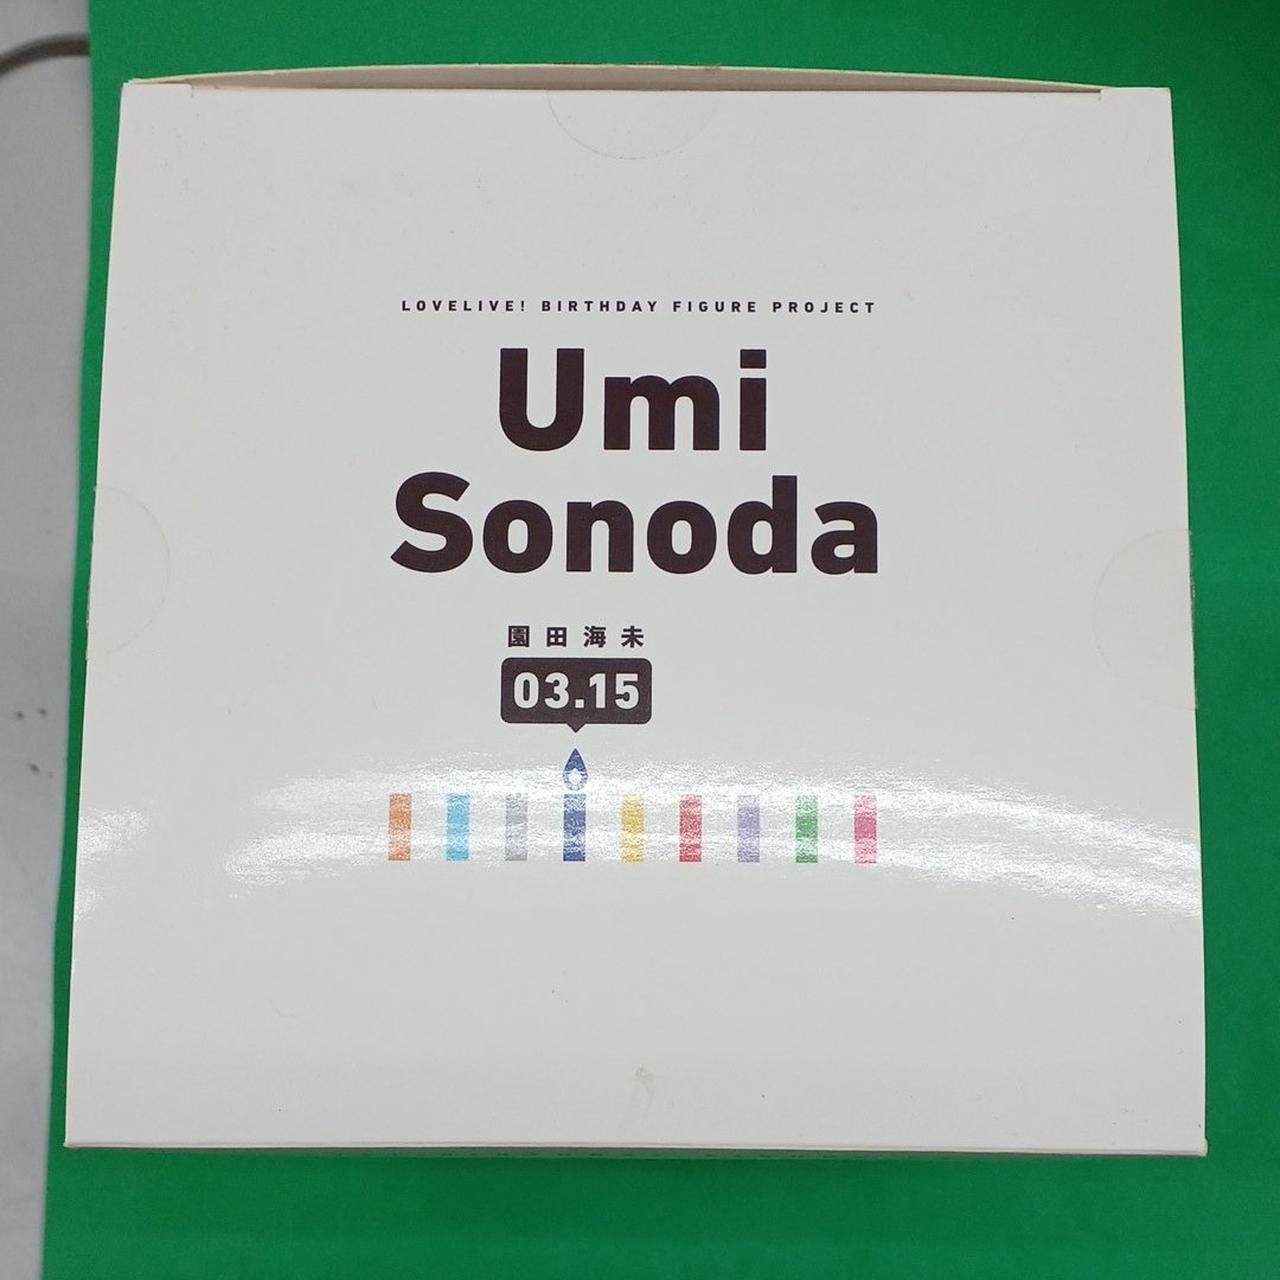 LOVELIVE! BIRTHDAY FIGURE PROJECT
Umi
Sonoda
園田海未
03.15